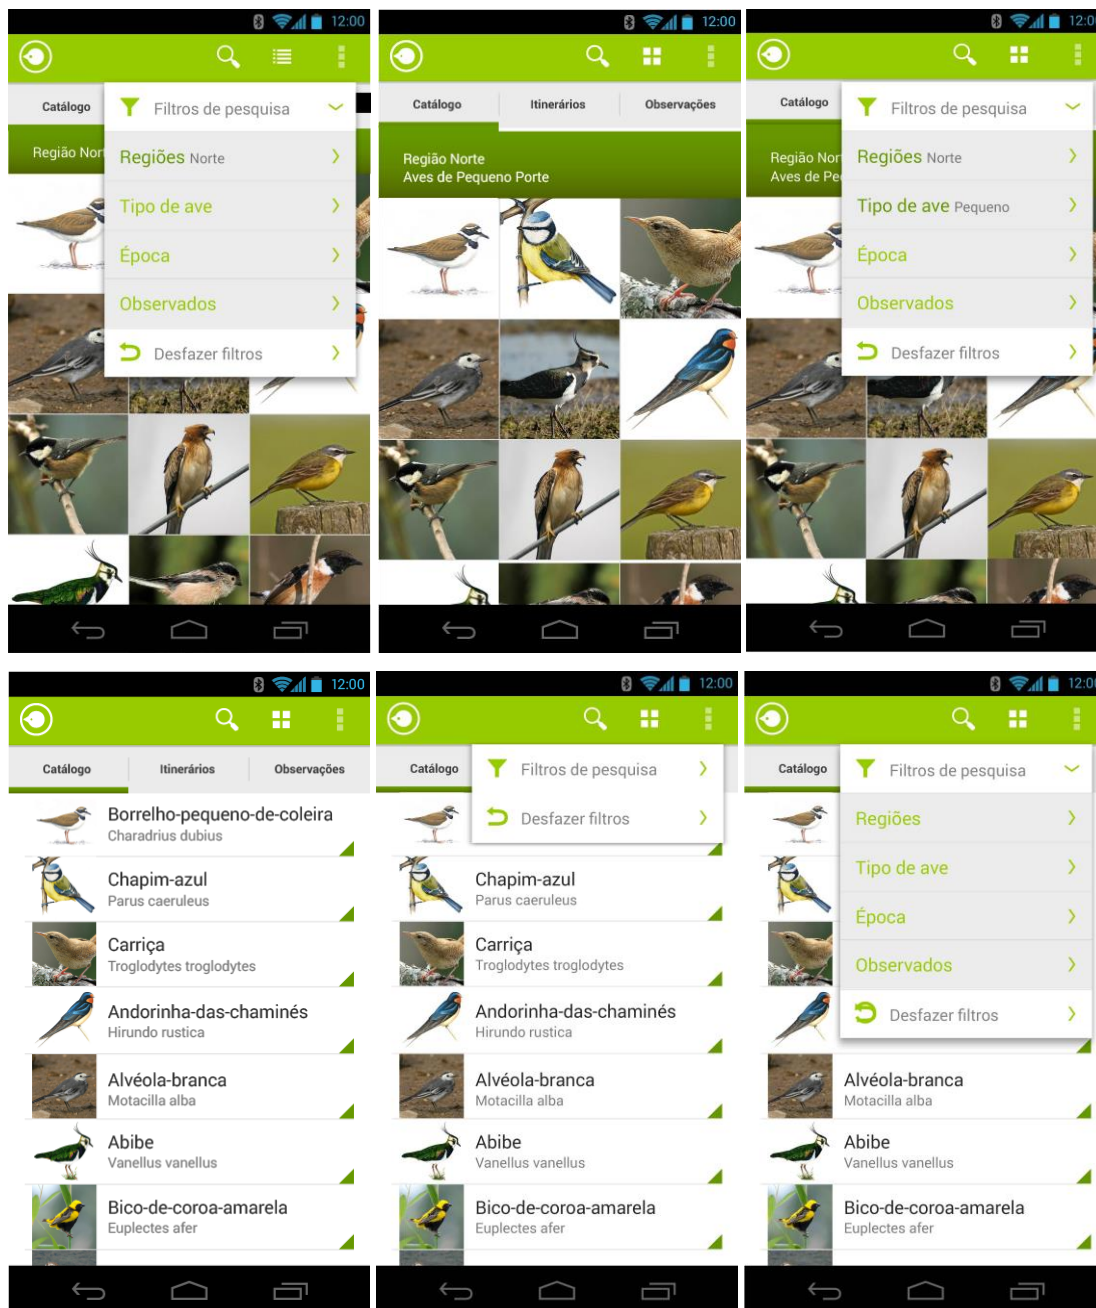 12:00
Catálogo
Filtros de pesquisa
Região Nor
Regiões Norte
Tipo de ave
Época
Observados
Desfazer filtros
12:00
Catálogo Itinerários Observações
Região Norte
Aves de Pequeno Porte
12:0
Catálogo
Filtros de pesquisa
Região Nor
Aves de Pe
Regiões Norte
Tipo de ave Pequeno
Época
Observados
Desfazer filtros
12:00
Catálogo Itinerários Observações
Borrelho-pequeno-de-coleira
Charadrius dubius
Chapim-azul
Parus caeruleus
Carriça
Troglodytes troglodytes
Andorinha-das-chaminés
Hirundo rustica
Alvéola-branca
Motacilla alba
Abibe
Vanellus vanellus
Bico-de-coroa-amarela
Euplectes afer
12:00
Catálogo
Filtros de pesquisa
Desfazer filtros
Chapim-azul
Parus caeruleus
Carriça
Troglodytes troglodytes
Andorinha-das-chaminés
Hirundo rustica
Alvéola-branca
Motacilla alba
Abibe
Vanellus vanellus
Bico-de-coroa-amarela
Euplectes afer
12:0
Catálogo
Filtros de pesquisa
Regiões
Tipo de ave
Época
Observados
Desfazer filtros
Alvéola-branca
Motacilla alba
Abibe
Vanellus vanellus
Bico-de-coroa-amarela
Euplectes afer